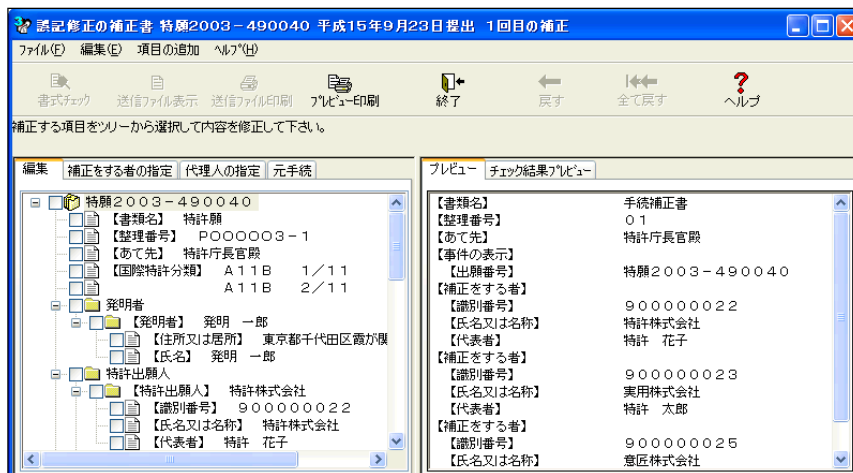 誤記修正の補正書 特願2003－490040 平成15年9月23日提出 1回目の補正
ﾌｧｲﾙ(F) 編集(E) 項目の追加 ﾍﾙﾌﾟ(H)
書式ﾁｪｯｸ 送信ﾌｧｲﾙ表示 送信ﾌｧｲﾙ印刷 ﾌﾟﾚﾋﾞｭｰ印刷 終了 戻す 全て戻す ヘルプ
補正する項目をツリーから選択して内容を修正して下さい。
編集 補正をする者の指定 代理人の指定 元手続
特願２００３－４９００４０
【書類名】 特許願
【整理番号】 Ｐ０００００３－１
【あて先】 特許庁長官殿
【国際特許分類】 Ａ１１Ｂ １／１１
Ａ１１Ｂ ２／１１
発明者
【発明者】 発明 一郎
【住所又は居所】 東京都千代田区霞が関
【氏名】 発明 一郎
特許出願人
【特許出願人】 特許株式会社
【識別番号】 ９０００００００２２
【氏名又は名称】 特許株式会社
【代表者】 特許 花子
プレビュー チェック結果ﾌﾟﾚﾋﾞｭｰ
【書類名】 手続補正書
【整理番号】 ０１
【あて先】 特許庁長官殿
【事件の表示】
【出願番号】 特願２００３－４９００４０
【補正をする者】
【識別番号】 ９０００００００２２
【氏名又は名称】 特許株式会社
【代表者】 特許 花子
【補正をする者】
【識別番号】 ９００００００２３
【氏名又は名称】 実用株式会社
【代表者】 特許 太郎
【補正をする者】
【識別番号】 ９００００００２５
【氏名又は名称】 意匠株式会社